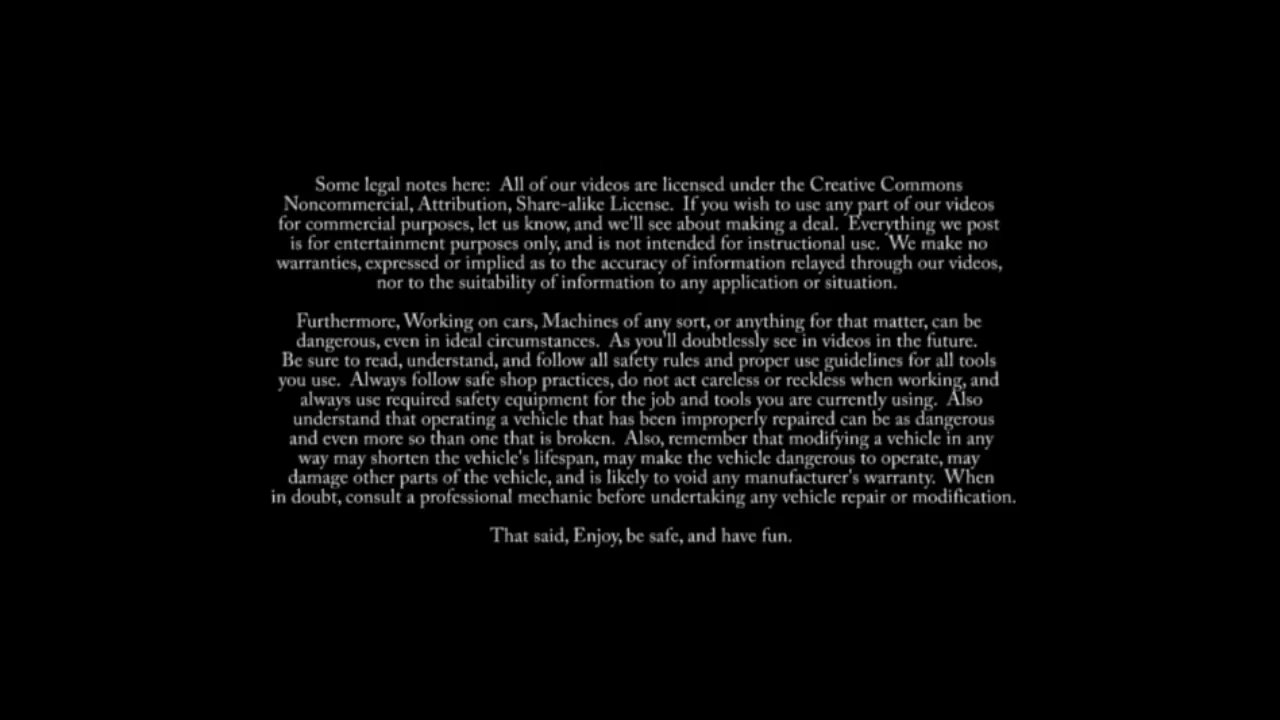 Some legal notes here:  All of our videos are licensed under the Creative Commons
Noncommercial, Attribution, Share-alike License.  If you wish to use any part of our videos
for commercial purposes, let us know, and we'll see about making a deal.  Everything we post
is for entertainment purposes only, and is not intended for instructional use.  We make no
warranties, expressed or implied as to the accuracy of information relayed through our videos,
nor to the suitability of information to any application or situation.
Furthermore, Working on cars, Machines of any sort, or anything for that matter, can be
dangerous, even in ideal circumstances.  As you'll doubtlessly see in videos in the future.
Be sure to read, understand, and follow all safety rules and proper use guidelines for all tools
you use.  Always follow safe shop practices, do not act careless or reckless when working, and
always use required safety equipment for the job and tools you are currently using.  Also
understand that operating a vehicle that has been improperly repaired can be as dangerous
and even more so than one that is broken.  Also, remember that modifying a vehicle in any
way may shorten the vehicle's lifespan, may make the vehicle dangerous to operate, may
damage other parts of the vehicle, and is likely to void any manufacturer's warranty.  When
in doubt, consult a professional mechanic before undertaking any vehicle repair or modification.
That said, Enjoy, be safe, and have fun.